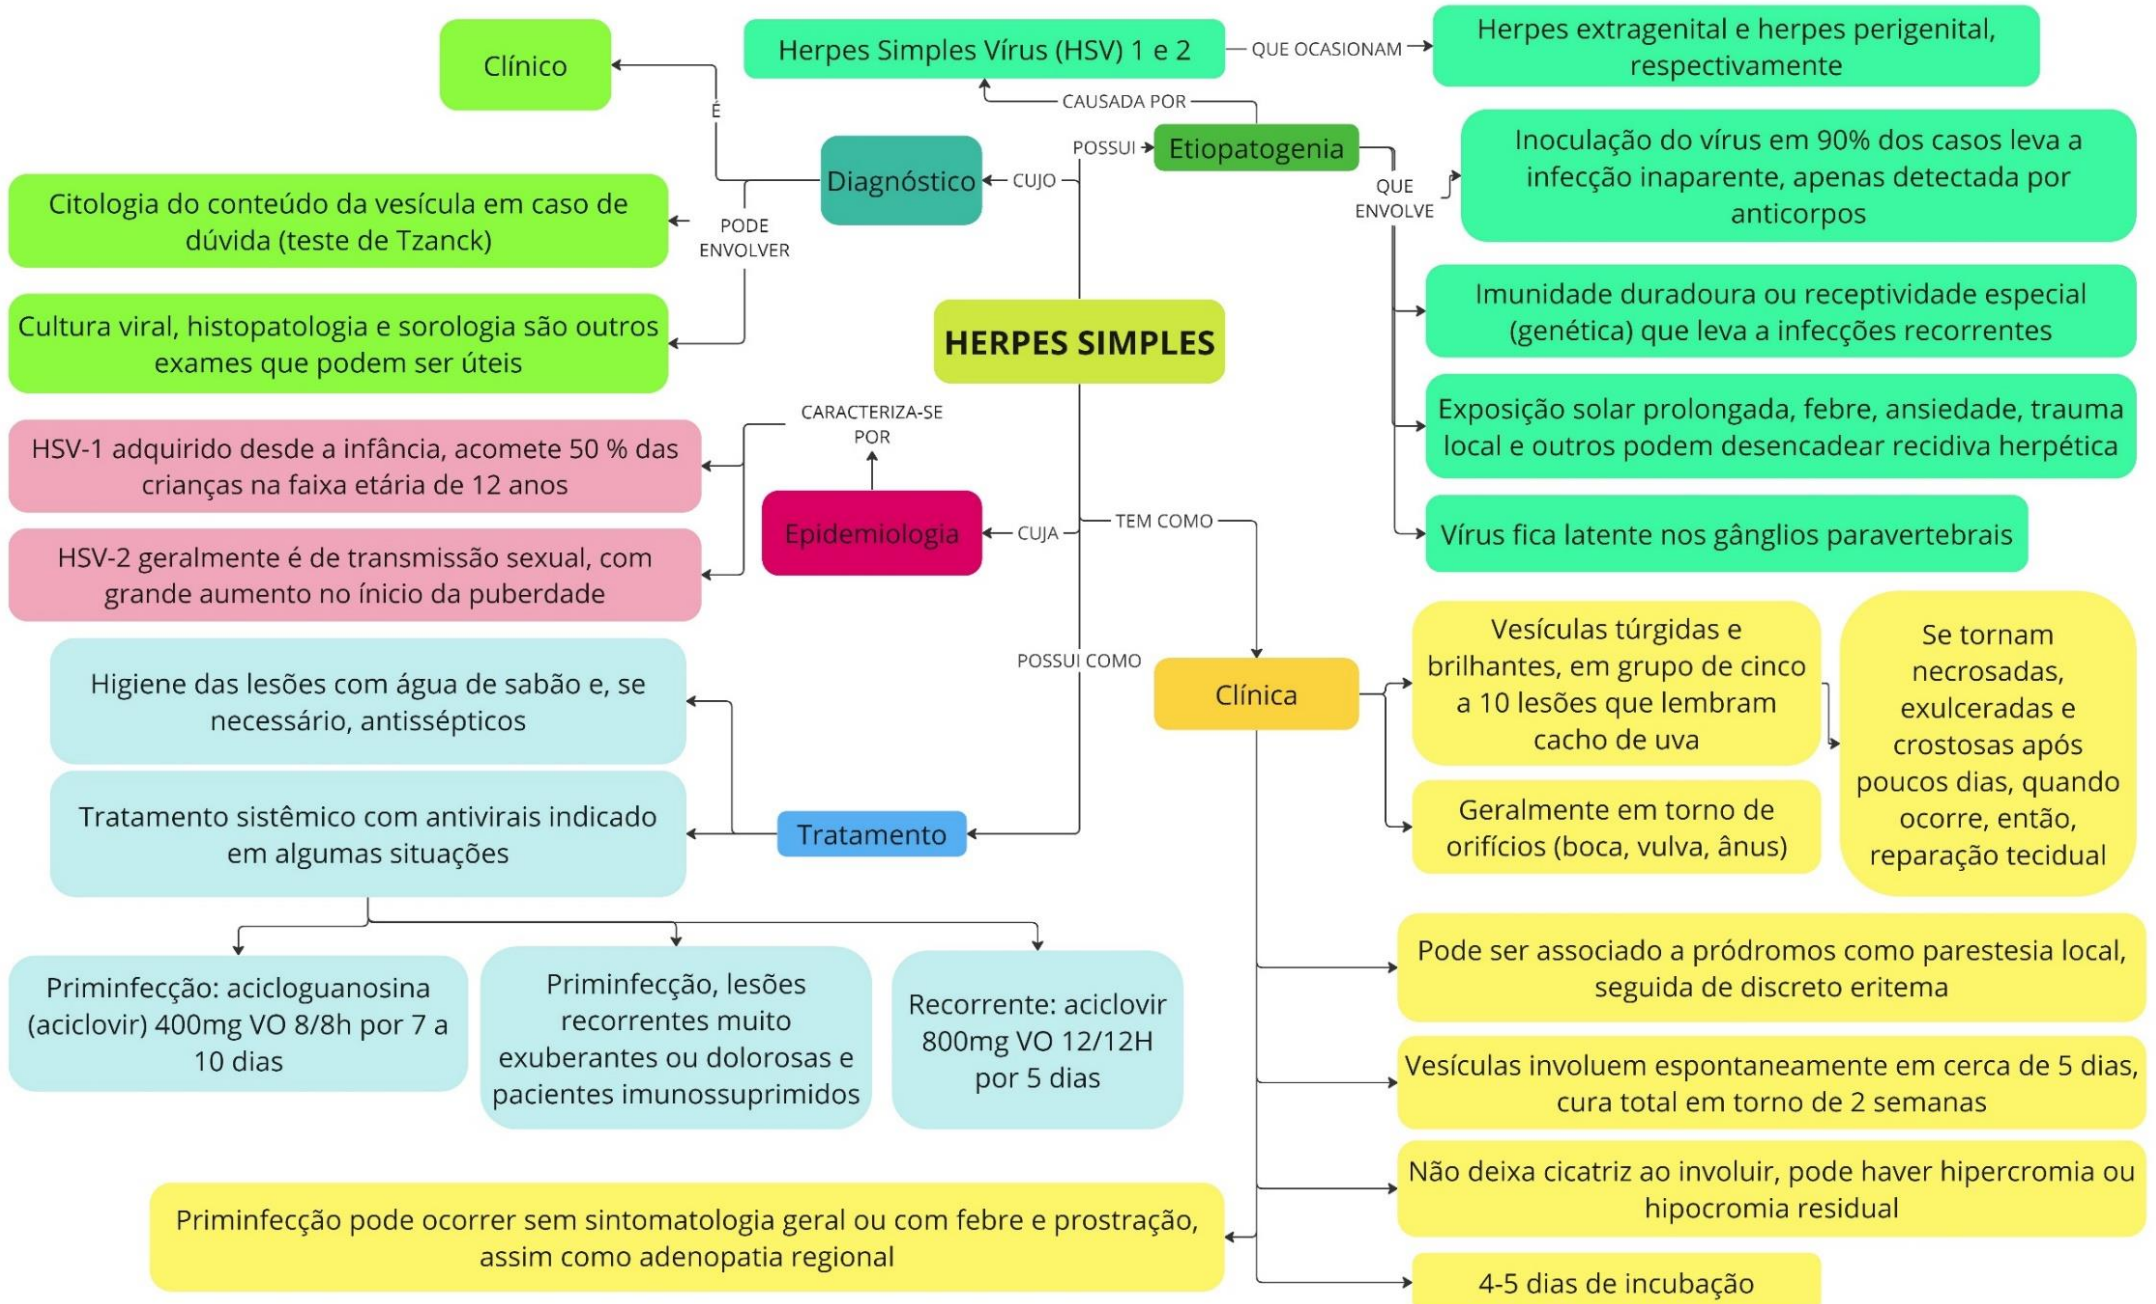 Clínico
É
Herpes Simples Vírus (HSV) 1 e 2
QUE OCASIONAM
Herpes extragenital e herpes perigenital,
respectivamente
CAUSADA POR
POSSUI
Etiopatogenia
QUE
ENVOLVE
Inoculação do vírus em 90% dos casos leva a
infecção inaparente, apenas detectada por
anticorpos
Imunidade duradoura ou receptividade especial
(genética) que leva a infecções recorrentes
Exposição solar prolongada, febre, ansiedade, trauma
local e outros podem desencadear recidiva herpética
Vírus fica latente nos gânglios paravertebrais
CUJO
Diagnóstico
PODE
ENVOLVER
Citologia do conteúdo da vesícula em caso de
dúvida (teste de Tzanck)
Cultura viral, histopatologia e sorologia são outros
exames que podem ser úteis
HERPES SIMPLES
CUJA
Epidemiologia
CARACTERIZA-SE
POR
HSV-1 adquirido desde a infância, acomete 50 % das
crianças na faixa etária de 12 anos
HSV-2 geralmente é de transmissão sexual, com
grande aumento no ínicio da puberdade
TEM COMO
Clínica
Vesículas túrgidas e
brilhantes, em grupo de cinco
a 10 lesões que lembram
cacho de uva
Se tornam
necrosadas,
exulceradas e
crostosas após
poucos dias, quando
ocorre, então,
reparação tecidual
Geralmente em torno de
orifícios (boca, vulva, ânus)
Pode ser associado a pródromos como parestesia local,
seguida de discreto eritema
Vesículas involuem espontaneamente em cerca de 5 dias,
cura total em torno de 2 semanas
Não deixa cicatriz ao involuir, pode haver hipercromia ou
hipocromia residual
4-5 dias de incubação
Priminfecção pode ocorrer sem sintomatologia geral ou com febre e prostração,
assim como adenopatia regional
POSSUI COMO
Tratamento
Higiene das lesões com água de sabão e, se
necessário, antissépticos
Tratamento sistêmico com antivirais indicado
em algumas situações
Priminfecção: acicloguanosina
(aciclovir) 400mg VO 8/8h por 7 a
10 dias
Priminfecção, lesões
recorrentes muito
exuberantes ou dolorosas e
pacientes imunossuprimidos
Recorrente: aciclovir
800mg VO 12/12H
por 5 dias